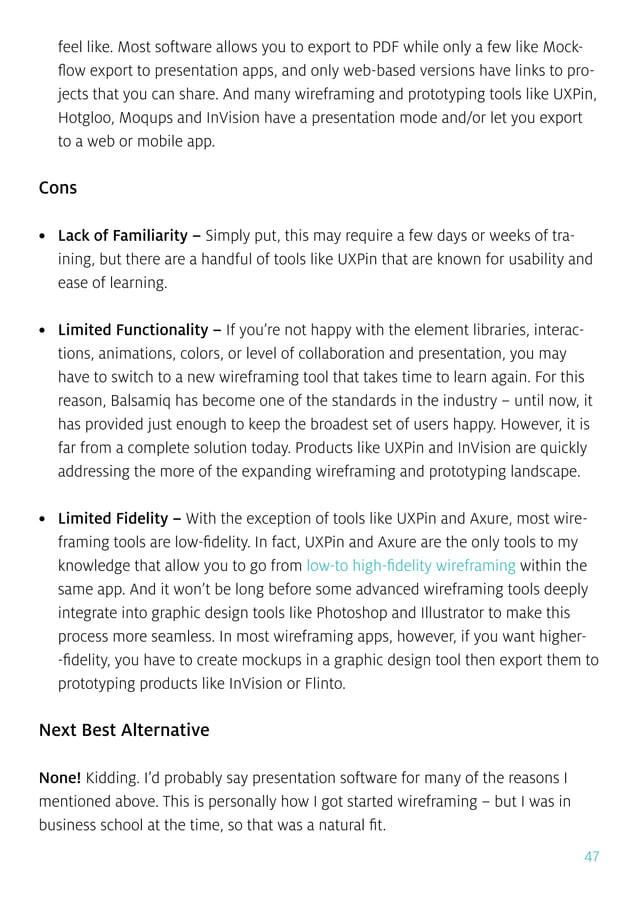 feel like. Most software allows you to export to PDF while only a few like Mock-
flow export to presentation apps, and only web-based versions have links to pro-
jects that you can share. And many wireframing and prototyping tools like UXPin,
Hotgloo, Moqups and InVision have a presentation mode and/or let you export
to a web or mobile app.
Cons
• Lack of Familiarity – Simply put, this may require a few days or weeks of tra-
ining, but there are a handful of tools like UXPin that are known for usability and
ease of learning.
• Limited Functionality – If you’re not happy with the element libraries, interac-
tions, animations, colors, or level of collaboration and presentation, you may
have to switch to a new wireframing tool that takes time to learn again. For this
reason, Balsamiq has become one of the standards in the industry – until now, it
has provided just enough to keep the broadest set of users happy. However, it is
far from a complete solution today. Products like UXPin and InVision are quickly
addressing the more of the expanding wireframing and prototyping landscape.
• Limited Fidelity – With the exception of tools like UXPin and Axure, most wire-
framing tools are low-fidelity. In fact, UXPin and Axure are the only tools to my
knowledge that allow you to go from low-to high-fidelity wireframing within the
same app. And it won’t be long before some advanced wireframing tools deeply
integrate into graphic design tools like Photoshop and Illustrator to make this
process more seamless. In most wireframing apps, however, if you want higher-
-fidelity, you have to create mockups in a graphic design tool then export them to
prototyping products like InVision or Flinto.
Next Best Alternative
None! Kidding. I’d probably say presentation software for many of the reasons I
mentioned above. This is personally how I got started wireframing – but I was in
business school at the time, so that was a natural fit.
47